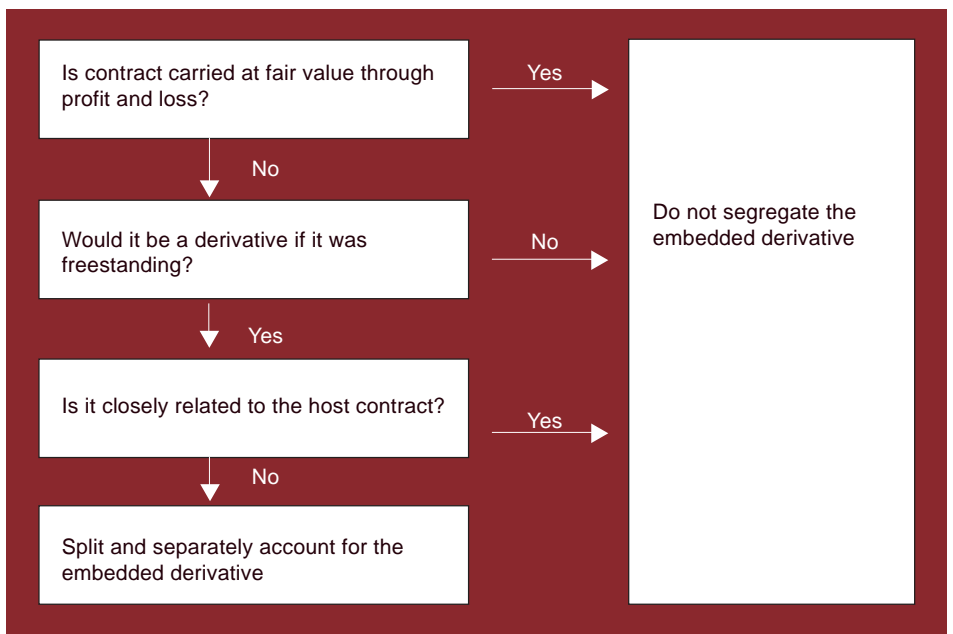 Is contract carried at fair value through
profit and loss?
Yes
No
Would it be a derivative if it was
freestanding?
No
Yes
Is it closely related to the host contract?
Yes
No
Split and separately account for the
embedded derivative
Do not segregate the
embedded derivative